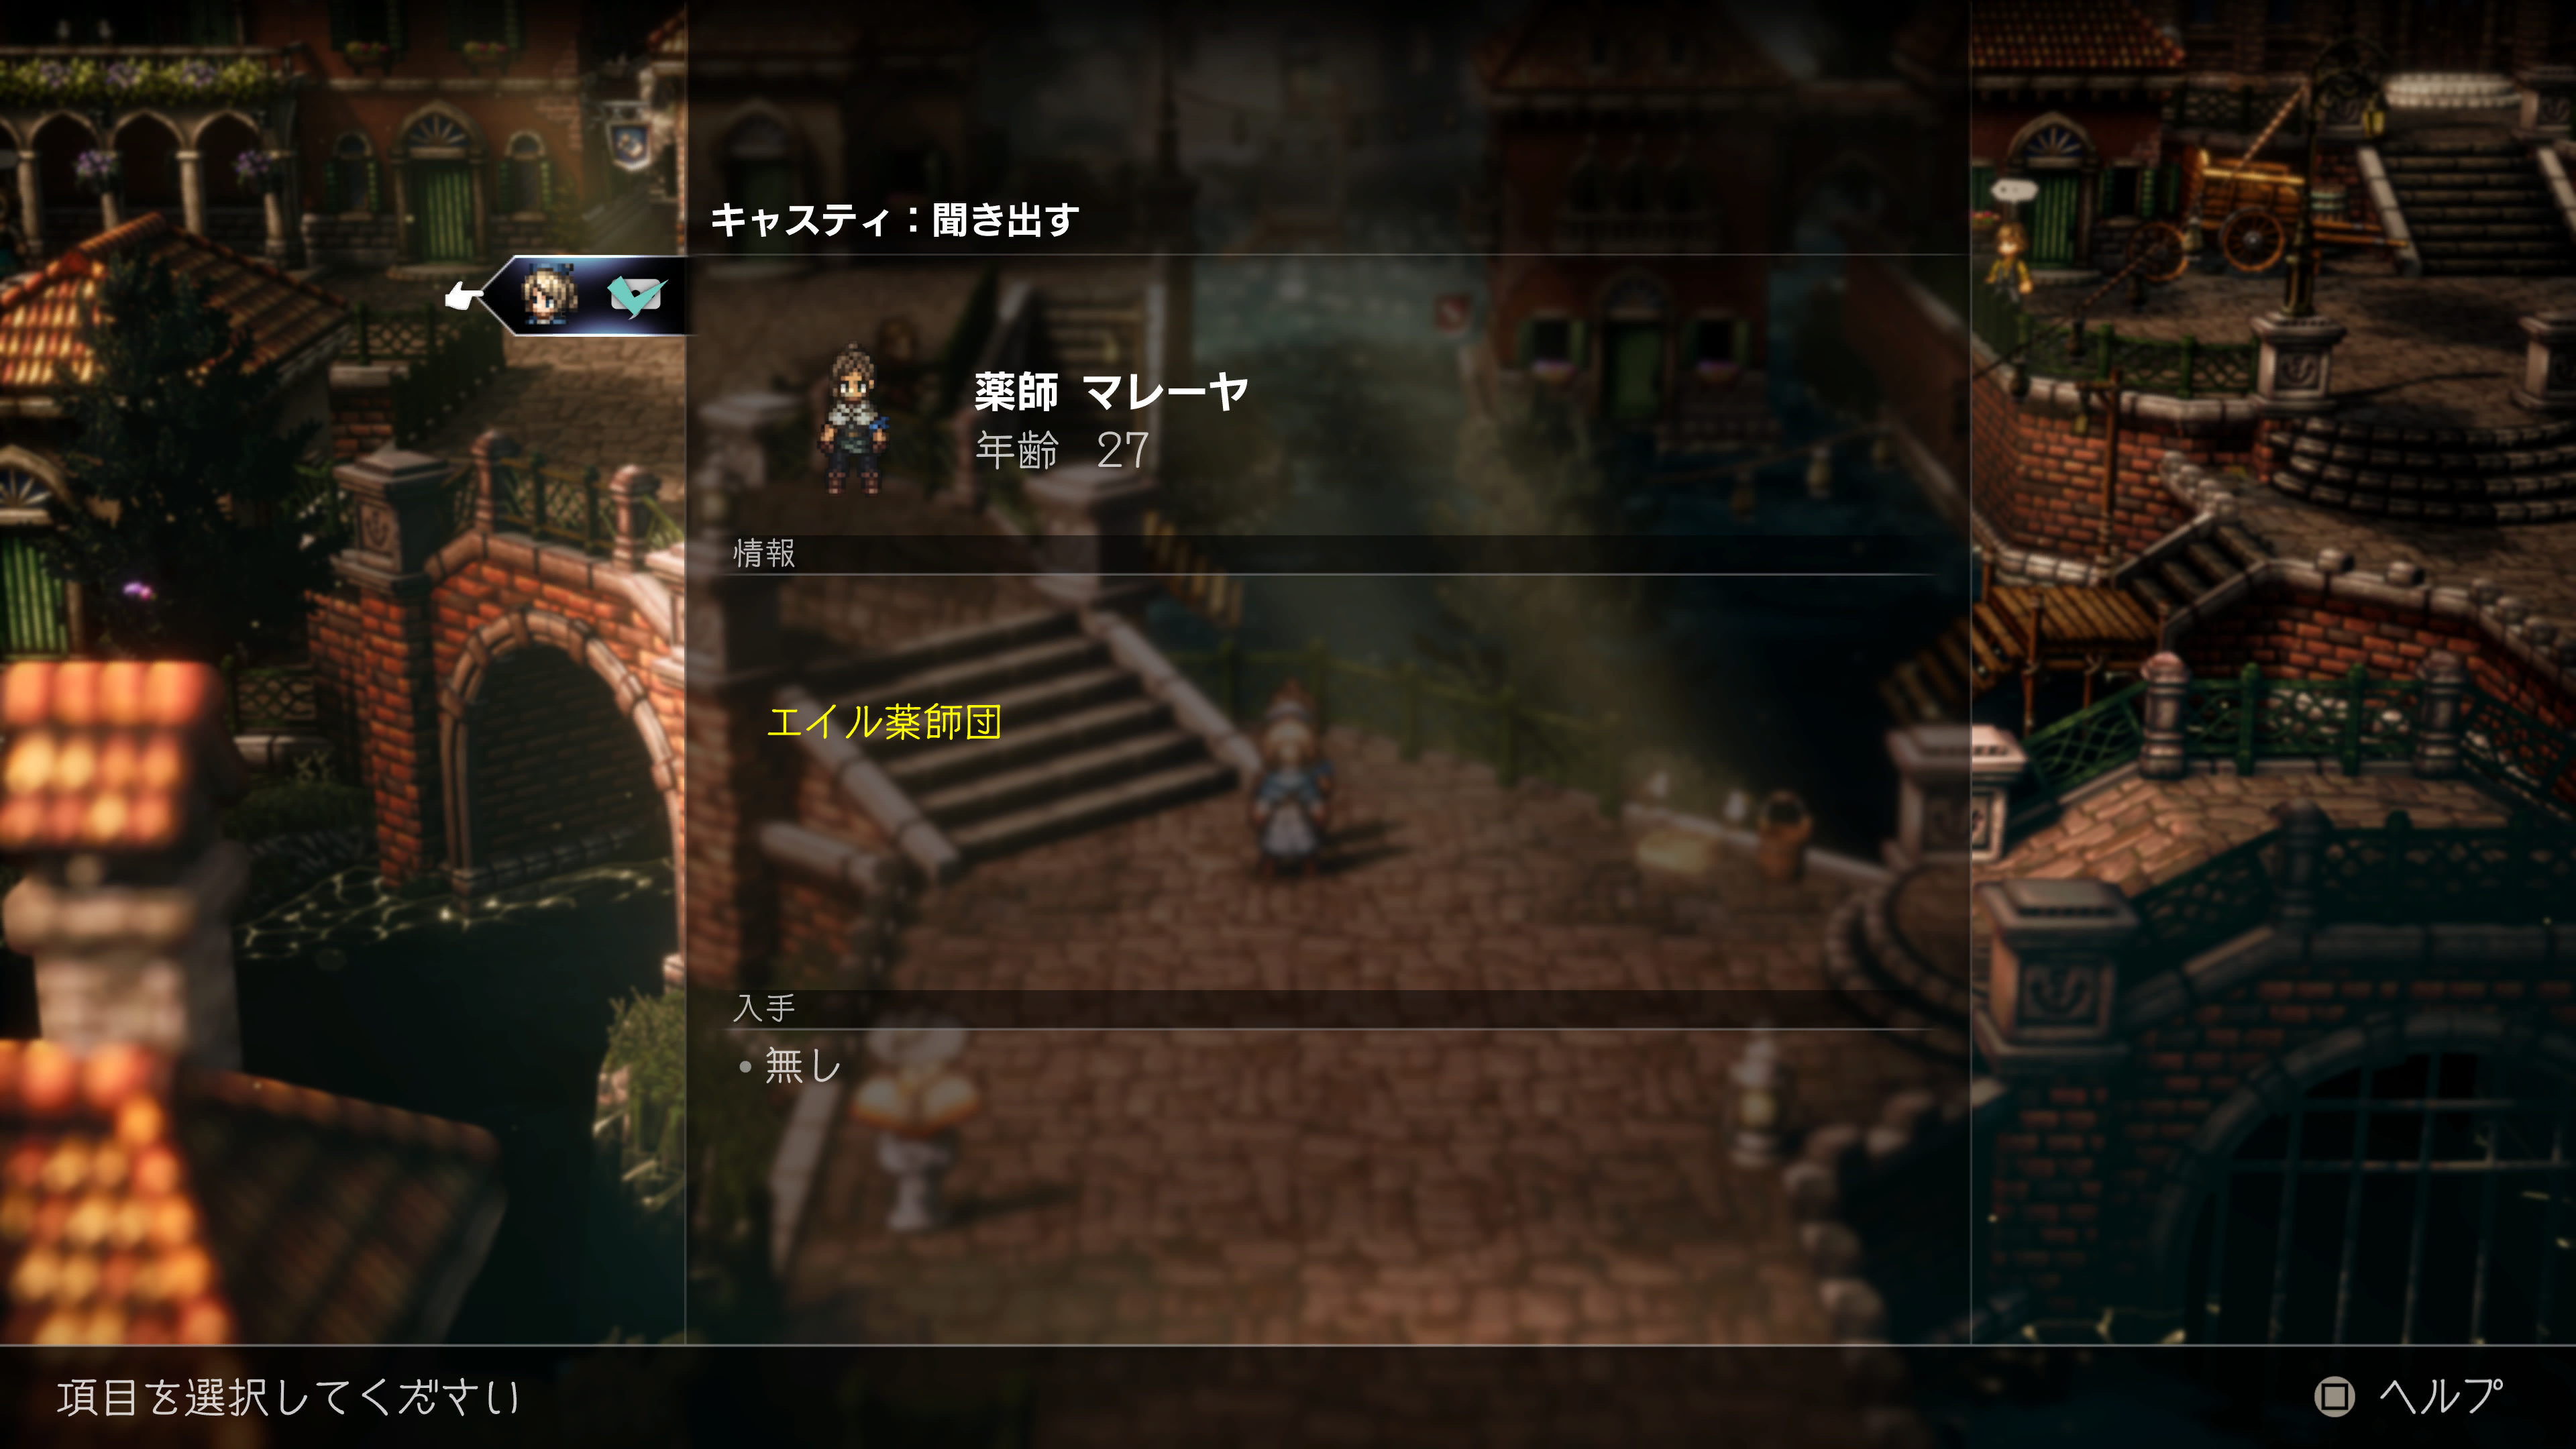 キャスティ：聞き出す
薬師 マレーヤ
年齢 27
情報
エイル薬師団
入手
• 無し
項目を選択してください
ヘルプ